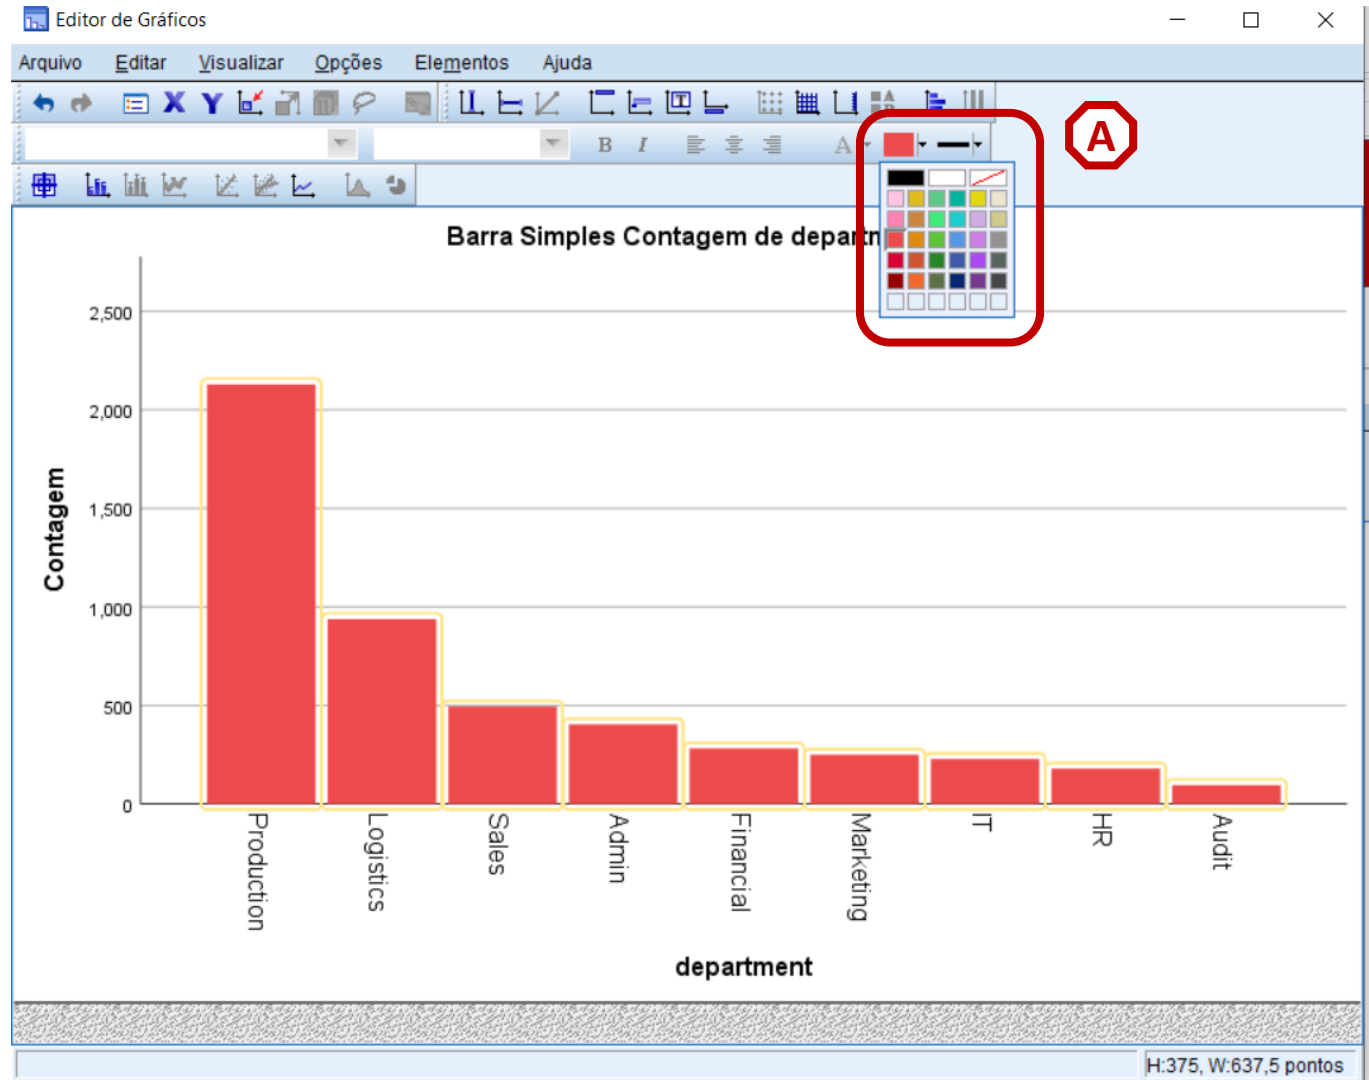 Editor de Gráficos
Arquivo Editar Visualizar Opções Elementos Ajuda
B I A
A
Barra Simples Contagem de departm
2,500
2,000
1,500
1,000
500
0
Contagem
Production
Logistics
Sales
Admin
Financial
Marketing
IT
HR
Audit
department
H:375, W:637,5 pontos